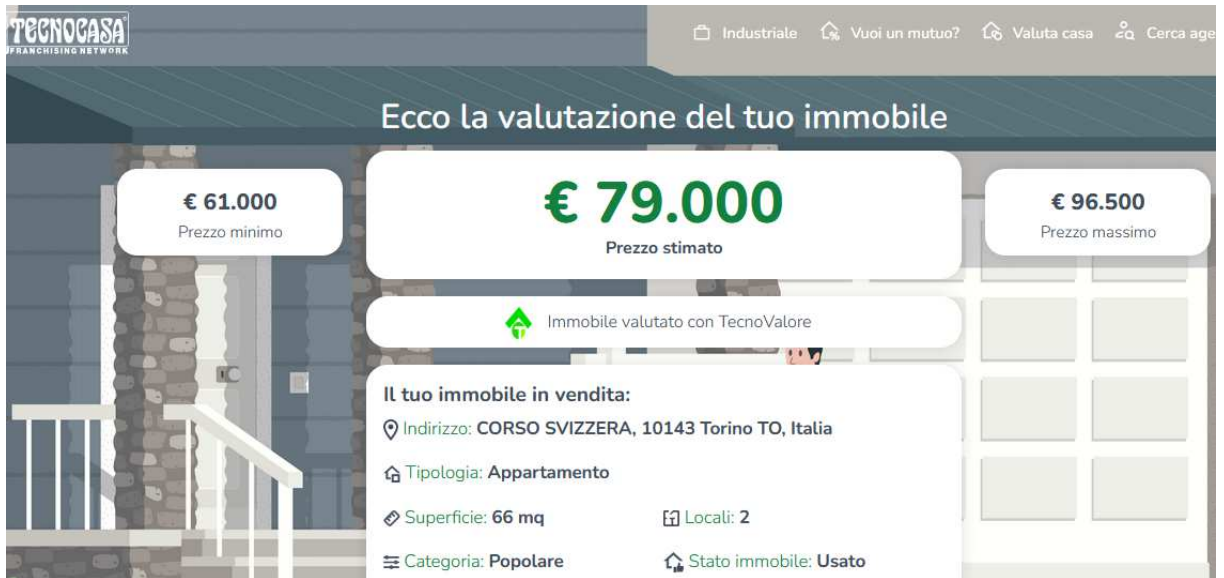 TECNOCASA
FRANCHISING NETWORK
Industriale Vuoi un mutuo? Valuta casa Cerca age
Ecco la valutazione del tuo immobile
€ 61.000
Prezzo minimo
€ 79.000
Prezzo stimato
€ 96.500
Prezzo massimo
Immobile valutato con TecnoValore
Il tuo immobile in vendita:
Indirizzo: CORSO SVIZZERA, 10143 Torino TO, Italia
Tipologia: Appartamento
Superficie: 66 mq Locali: 2
Categoria: Popolare Stato immobile: Usato